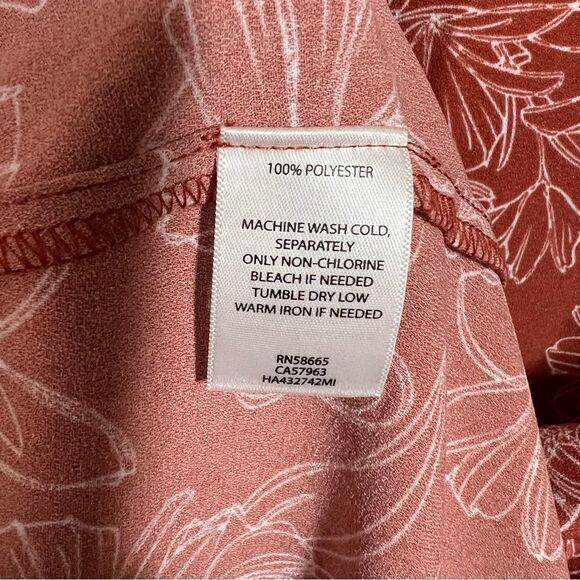 100% POLYESTER
MACHINE WASH COLD,
SEPARATELY
ONLY NON-CHLORINE
BLEACH IF NEEDED
TUMBLE DRY LOW
WARM IRON IF NEEDED
RN58665
CA57963
HA432742MI